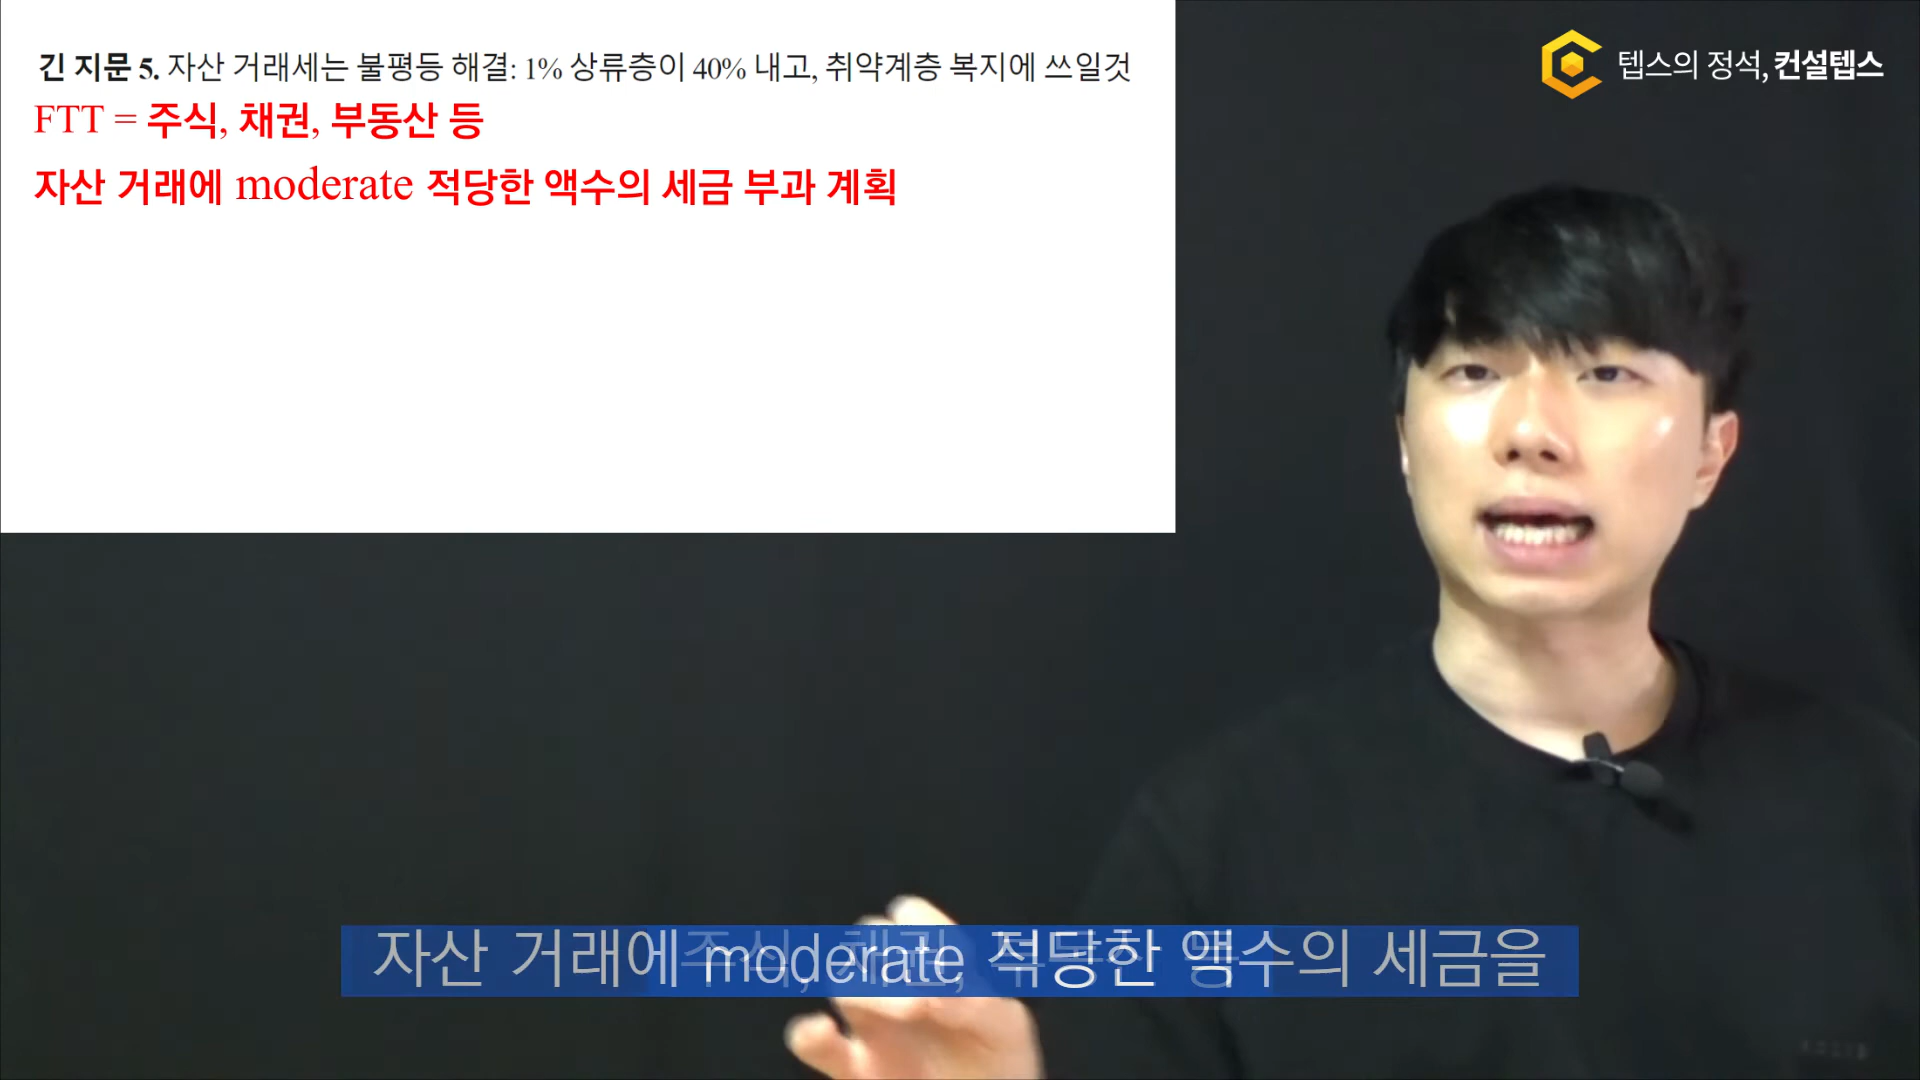 긴 지문 5. 자산 거래세는 불평등 해결: 1% 상류층이 40% 내고, 취약계층 복지에 쓰일것
FTT = 주식, 채권, 부동산 등
자산 거래에 moderate 적당한 액수의 세금 부과 계획
텝스의 정석, 컨설텝스
자산 거래에 moderate 적당한 액수의 세금을